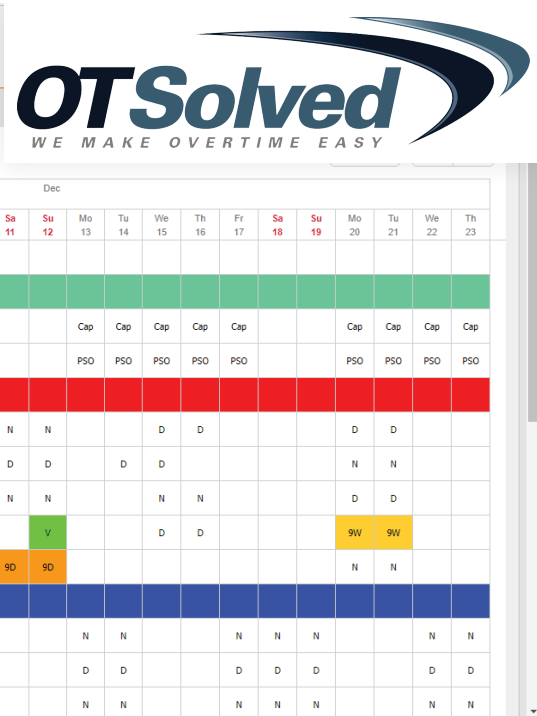 OTSolved
WE MAKE OVERTIME EASY
Dec
Sa Su Mo Tu We Th Fr Sa Su Mo Tu We Th
11 12 13 14 15 16 17 18 19 20 21 22 23
Cap Cap Cap Cap Cap Cap Cap Cap Cap
PSO PSO PSO PSO PSO PSO PSO PSO PSO
N N D D D D
D D D D N N
N N N N D D
V D D 9W 9W
9D 9D N N
N N N N N N N
D D D D D D D
N N N N N N N